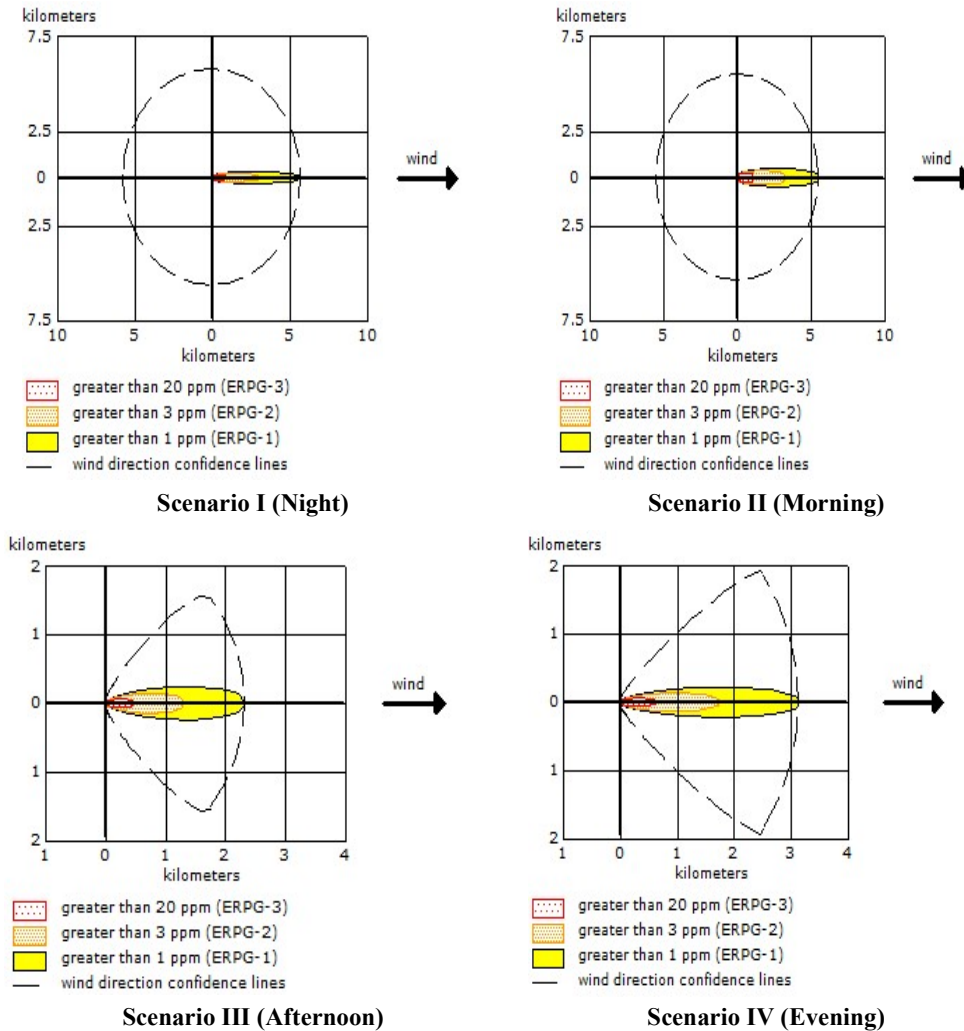 kilometers
7.5
2.5
0
2.5
7.5
10 5 0 5 10
kilometers
wind
greater than 20 ppm (ERPG-3)
greater than 3 ppm (ERPG-2)
greater than 1 ppm (ERPG-1)
wind direction confidence lines
Scenario I (Night)
kilometers
7.5
2.5
0
2.5
7.5
10 5 0 5 10
kilometers
wind
greater than 20 ppm (ERPG-3)
greater than 3 ppm (ERPG-2)
greater than 1 ppm (ERPG-1)
wind direction confidence lines
Scenario II (Morning)
kilometers
2
1
0
1
2
1 0 1 2 3 4
kilometers
wind
greater than 20 ppm (ERPG-3)
greater than 3 ppm (ERPG-2)
greater than 1 ppm (ERPG-1)
wind direction confidence lines
Scenario III (Afternoon)
kilometers
2
1
0
1
2
1 0 1 2 3 4
kilometers
wind
greater than 20 ppm (ERPG-3)
greater than 3 ppm (ERPG-2)
greater than 1 ppm (ERPG-1)
wind direction confidence lines
Scenario IV (Evening)